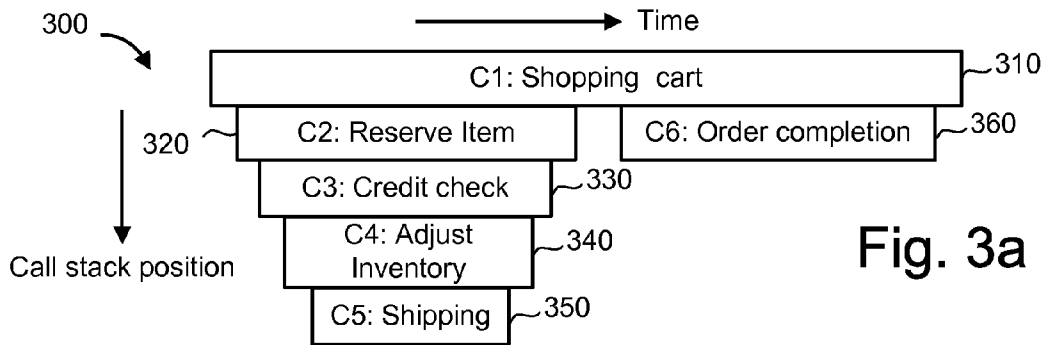 300
Time
C1: Shopping cart
310
320
C2: Reserve Item
C6: Order completion
360
C3: Credit check
330
C4: Adjust
Inventory
340
Call stack position
C5: Shipping
350
Fig. 3a